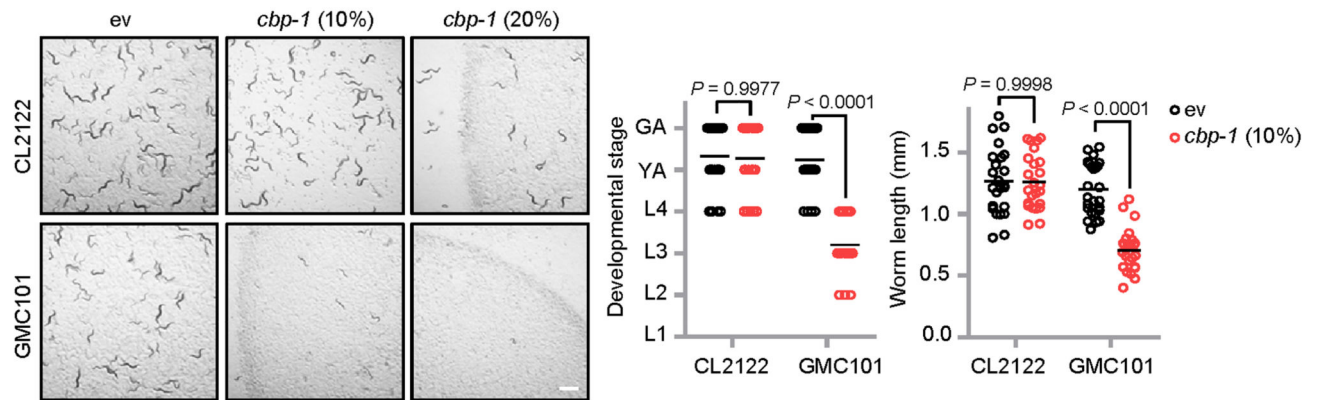 ev
cbp-1 (10%)
cbp-1 (20%)
CL2122
GMC101
Developmental stage
GA
YA
L4
L3
L2
L1
P = 0.9977
P < 0.0001
CL2122
GMC101
Worm length (mm)
1.5
1.0
0.5
0.0
P = 0.9998
P < 0.0001
CL2122
GMC101
ev
cbp-1 (10%)